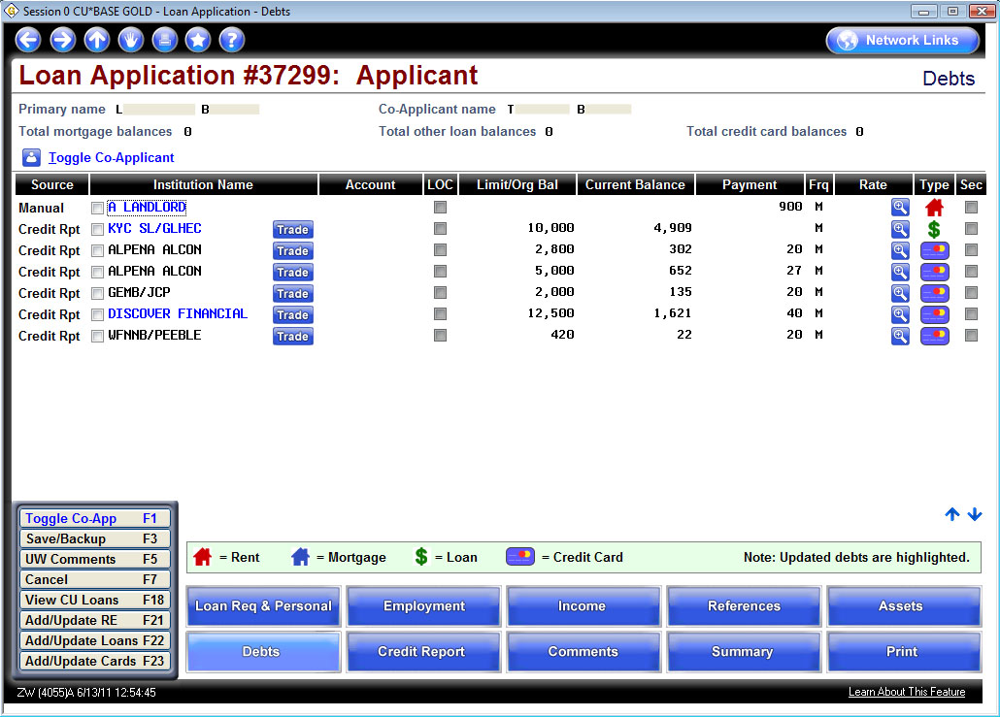 Session 0 CU*BASE GOLD - Loan Application - Debts
Network Links
Loan Application #37299: Applicant
Debts
Primary name L B Co-Applicant name T B
Total mortgage balances 0 Total other loan balances 0 Total credit card balances 0
Toggle Co-Applicant
Source Institution Name Account LOC Limit/Org Bal Current Balance Payment Frq Rate Type Sec
Manual A LANDLORD 900 M
Credit Rpt KYC SL/GLHEC Trade 10,000 4,909 M
Credit Rpt ALPENA ALCON Trade 2,800 302 20 M
Credit Rpt ALPENA ALCON Trade 5,000 652 27 M
Credit Rpt GEMB/JCP Trade 2,000 135 20 M
Credit Rpt DISCOVER FINANCIAL Trade 12,500 1,621 40 M
Credit Rpt WFNNB/PEEBLE Trade 420 22 20 M
Toggle Co-App F1
Save/Backup F3
UW Comments F5
Cancel F7
View CU Loans F18
Add/Update RE F21
Add/Update Loans F22
Add/Update Cards F23
= Rent = Mortgage $ = Loan = Credit Card Note: Updated debts are highlighted.
Loan Req & Personal Employment Income References Assets
Debts Credit Report Comments Summary Print
ZW (4055)A 6/13/11 12:54:45 Learn About This Feature